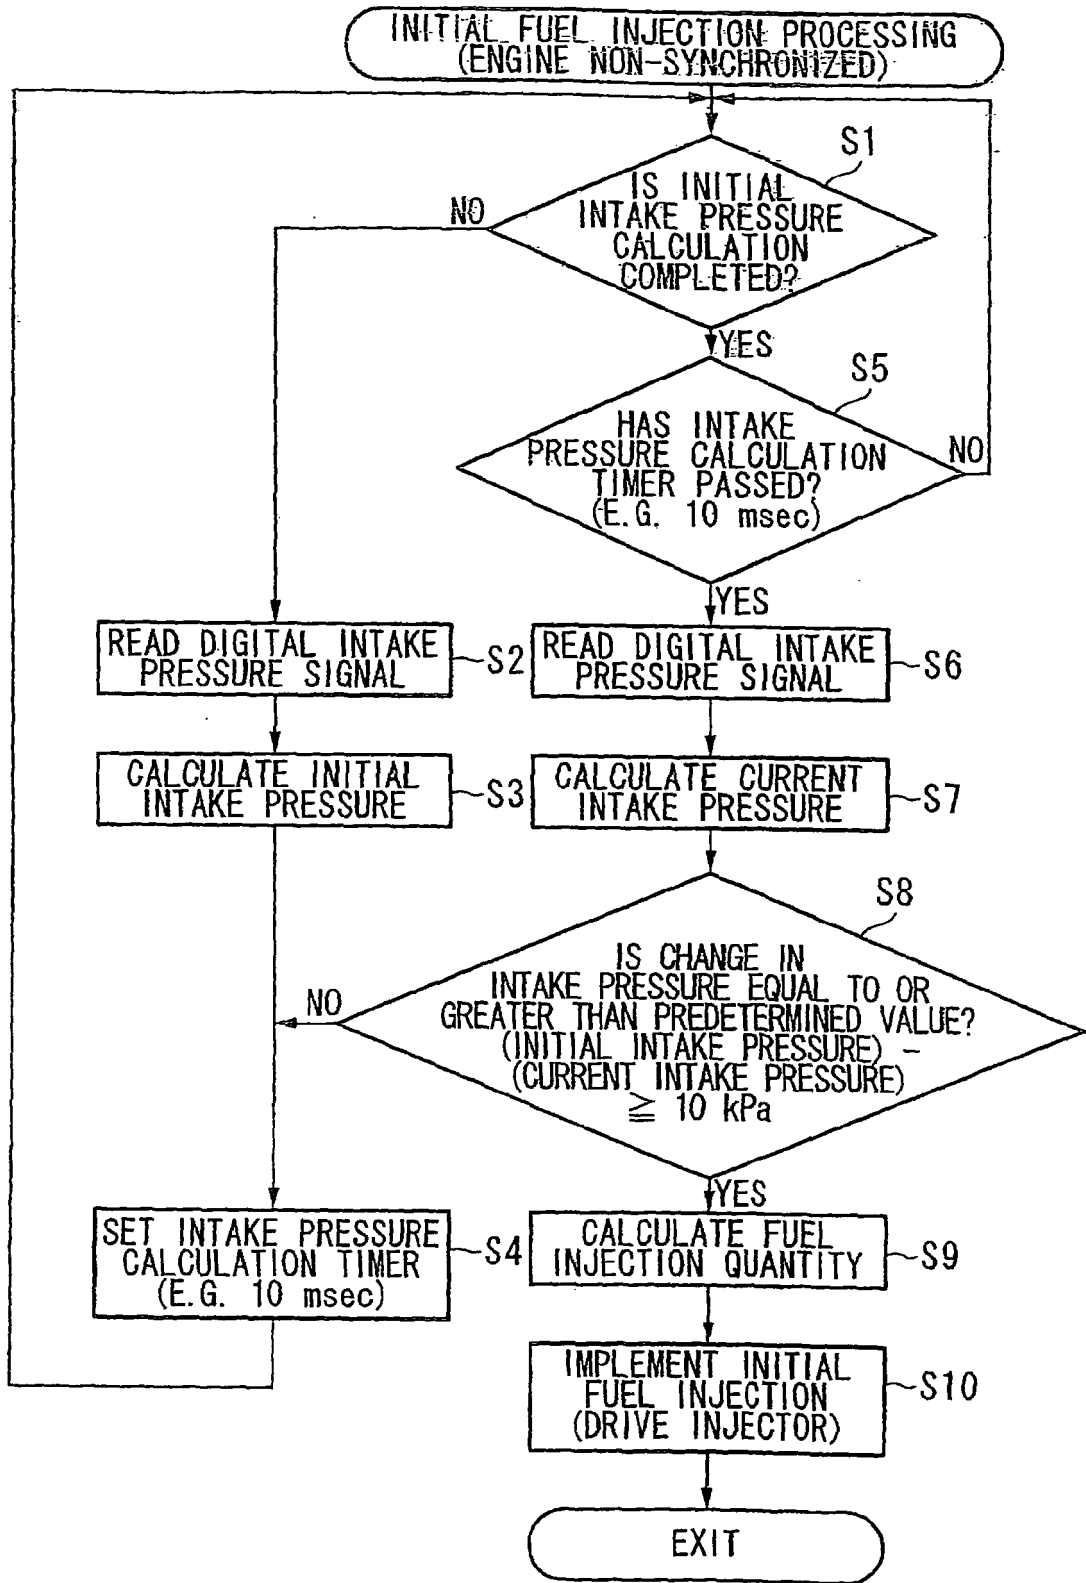 INITIAL FUEL INJECTION PROCESSING
(ENGINE NON-SYNCHRONIZED)
S1
IS INITIAL
INTAKE PRESSURE
CALCULATION
COMPLETED?
NO
YES
S5
HAS INTAKE
PRESSURE CALCULATION
TIMER PASSED?
(E.G. 10 msec)
NO
YES
READ DIGITAL INTAKE
PRESSURE SIGNAL
S2
READ DIGITAL INTAKE
PRESSURE SIGNAL
S6
CALCULATE INITIAL
INTAKE PRESSURE
S3
CALCULATE CURRENT
INTAKE PRESSURE
S7
S8
IS CHANGE IN
INTAKE PRESSURE EQUAL TO OR
GREATER THAN PREDETERMINED VALUE?
(INITIAL INTAKE PRESSURE) -
(CURRENT INTAKE PRESSURE)
≧ 10 kPa
NO
YES
SET INTAKE PRESSURE
CALCULATION TIMER
(E.G. 10 msec)
S4
CALCULATE FUEL
INJECTION QUANTITY
S9
IMPLEMENT INITIAL
FUEL INJECTION
(DRIVE INJECTOR)
S10
EXIT